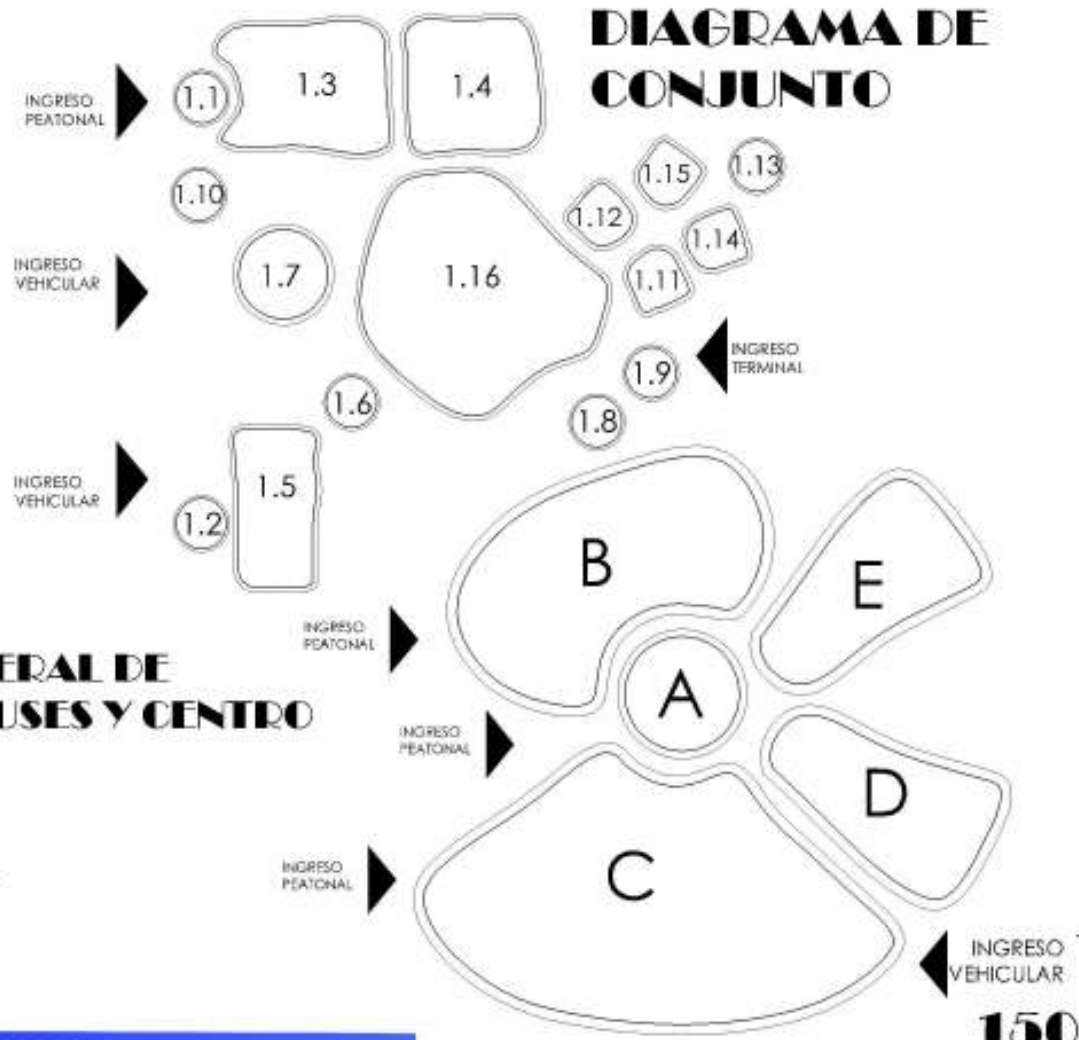 DIAGRAMA DE
CONJUNTO
INGRESO
PEATONAL
1.1
1.3
1.4
1.10
1.15
1.13
1.12
1.14
INGRESO
VEHICULAR
1.7
1.16
1.11
INGRESO
TERMINAL
1.9
1.6
1.8
INGRESO
VEHICULAR
1.5
1.2
B
E
INGRESO
PEATONAL
ERAL DE
USES Y CENTRO
A
INGRESO
PEATONAL
D
C
INGRESO
PEATONAL
INGRESO
VEHICULAR
150